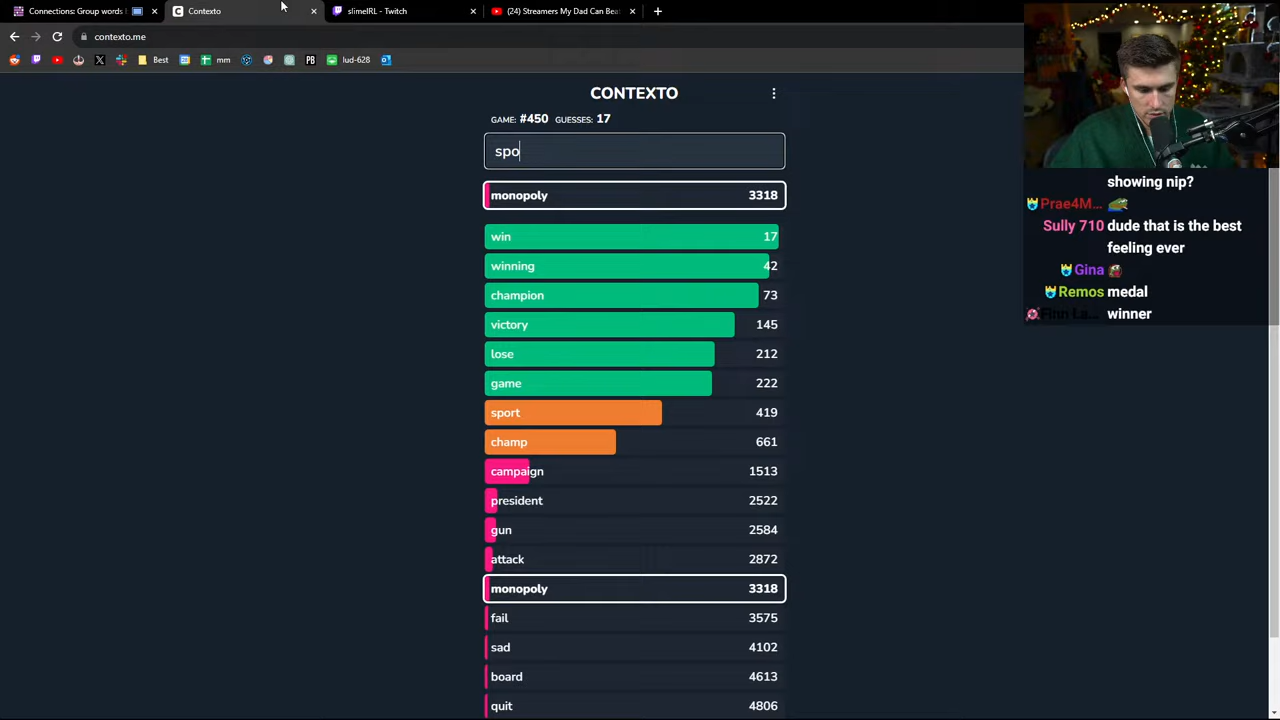 Connections: Group words
Contexto
slimeIRL - Twitch
(24) Streamers My Dad Can Bea
contexto.me
Best
mm
PB
lud-628
CONTEXTO
GAME: #450 GUESSES: 17
spo
monopoly 3318
win 17
winning 42
champion 73
victory 145
lose 212
game 222
sport 419
champ 661
campaign 1513
president 2522
gun 2584
attack 2872
monopoly 3318
fail 3575
sad 4102
board 4613
quit 4806
showing nip?
Prae4M…
Sully 710 dude that is the best
feeling ever
Gina
Remos medal
winner